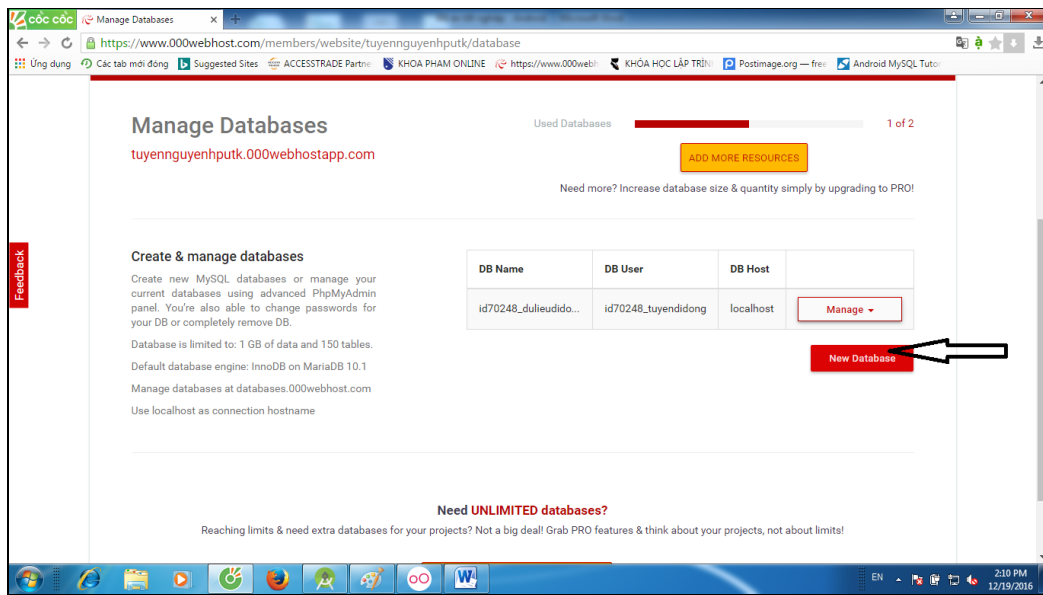 CỐC CỐC
Manage Databases
https://www.000webhost.com/members/website/tuyennguyenhputk/database
Ứng dụng Các tab mới đóng Suggested Sites ACCESSTRADE Partne KHOA PHAM ONLINE https://www.000webh KHÓA HỌC LẬP TRÌN Postimage.org — free Android MySQL Tutor
Manage Databases
Used Databases 1 of 2
tuyennguyenhputk.000webhostapp.com
ADD MORE RESOURCES
Need more? Increase database size & quantity simply by upgrading to PRO!
Feedback
Create & manage databases
Create new MySQL databases or manage your
current databases using advanced PhpMyAdmin
panel. You're also able to change passwords for
your DB or completely remove DB.
Database is limited to: 1 GB of data and 150 tables.
Default database engine: InnoDB on MariaDB 10.1
Manage databases at databases.000webhost.com
Use localhost as connection hostname
DB Name DB User DB Host
id70248_dulieudido... id70248_tuyendidong localhost Manage
New Database
Need UNLIMITED databases?
Reaching limits & need extra databases for your projects? Not a big deal! Grab PRO features & think about your projects, not about limits!
EN
2:10 PM
12/19/2016